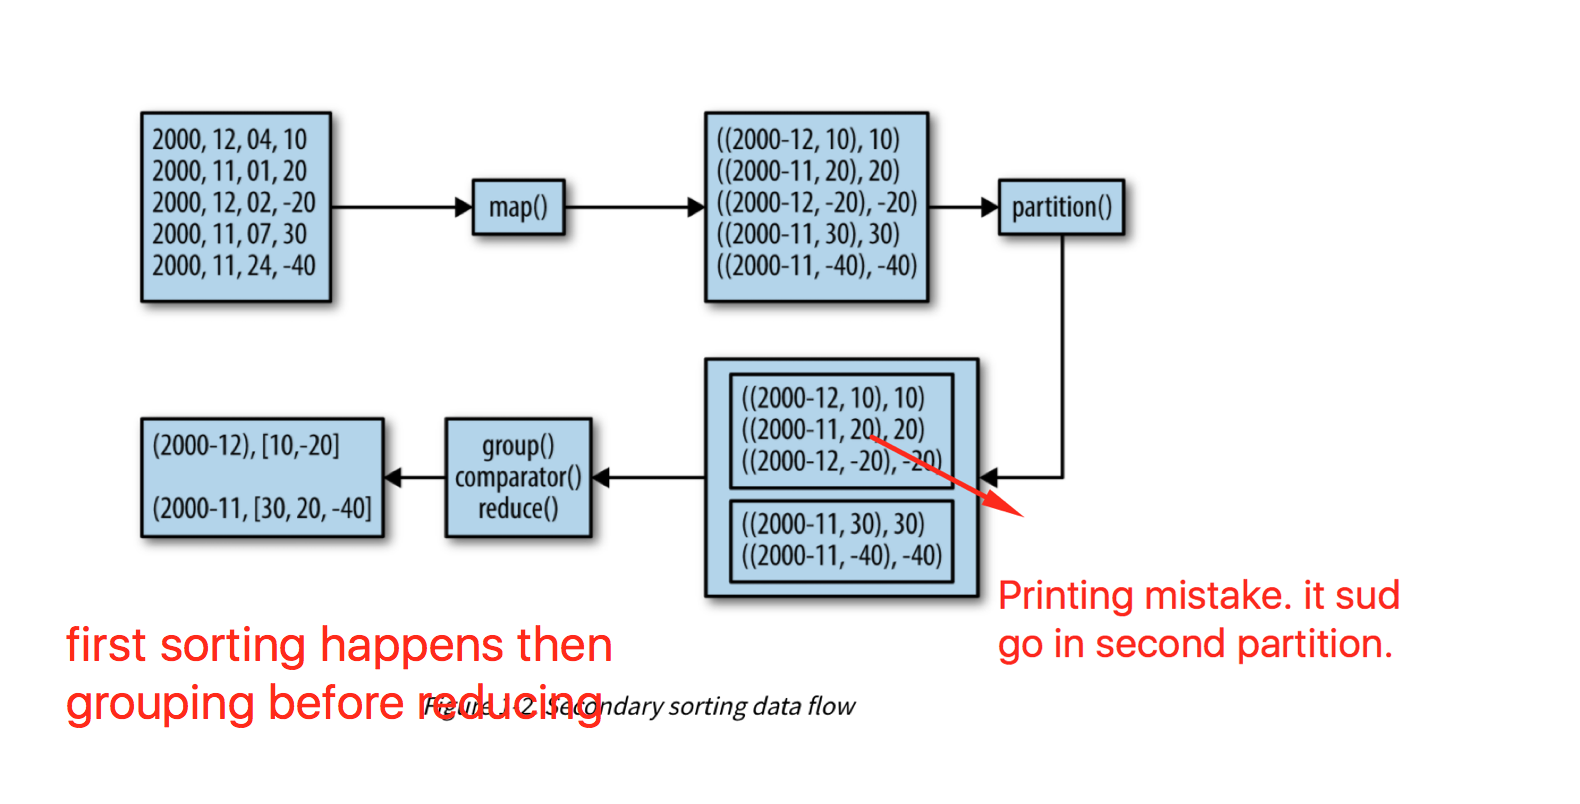 2000, 12, 04, 10
2000, 11, 01, 20
2000, 12, 02, -20
2000, 11, 07, 30
2000, 11, 24, -40
map()
((2000-12, 10), 10)
((2000-11, 20), 20)
((2000-12, -20), -20)
((2000-11, 30), 30)
((2000-11, -40), -40)
partition()
((2000-12, 10), 10)
((2000-11, 20), 20)
((2000-12, -20), -20)
((2000-11, 30), 30)
((2000-11, -40), -40)
group()
comparator()
reduce()
(2000-12), [10,-20]
(2000-11, [30, 20, -40]
Printing mistake. it sud
go in second partition.
first sorting happens then
grouping before reducing
Figure 1-2. Secondary sorting data flow